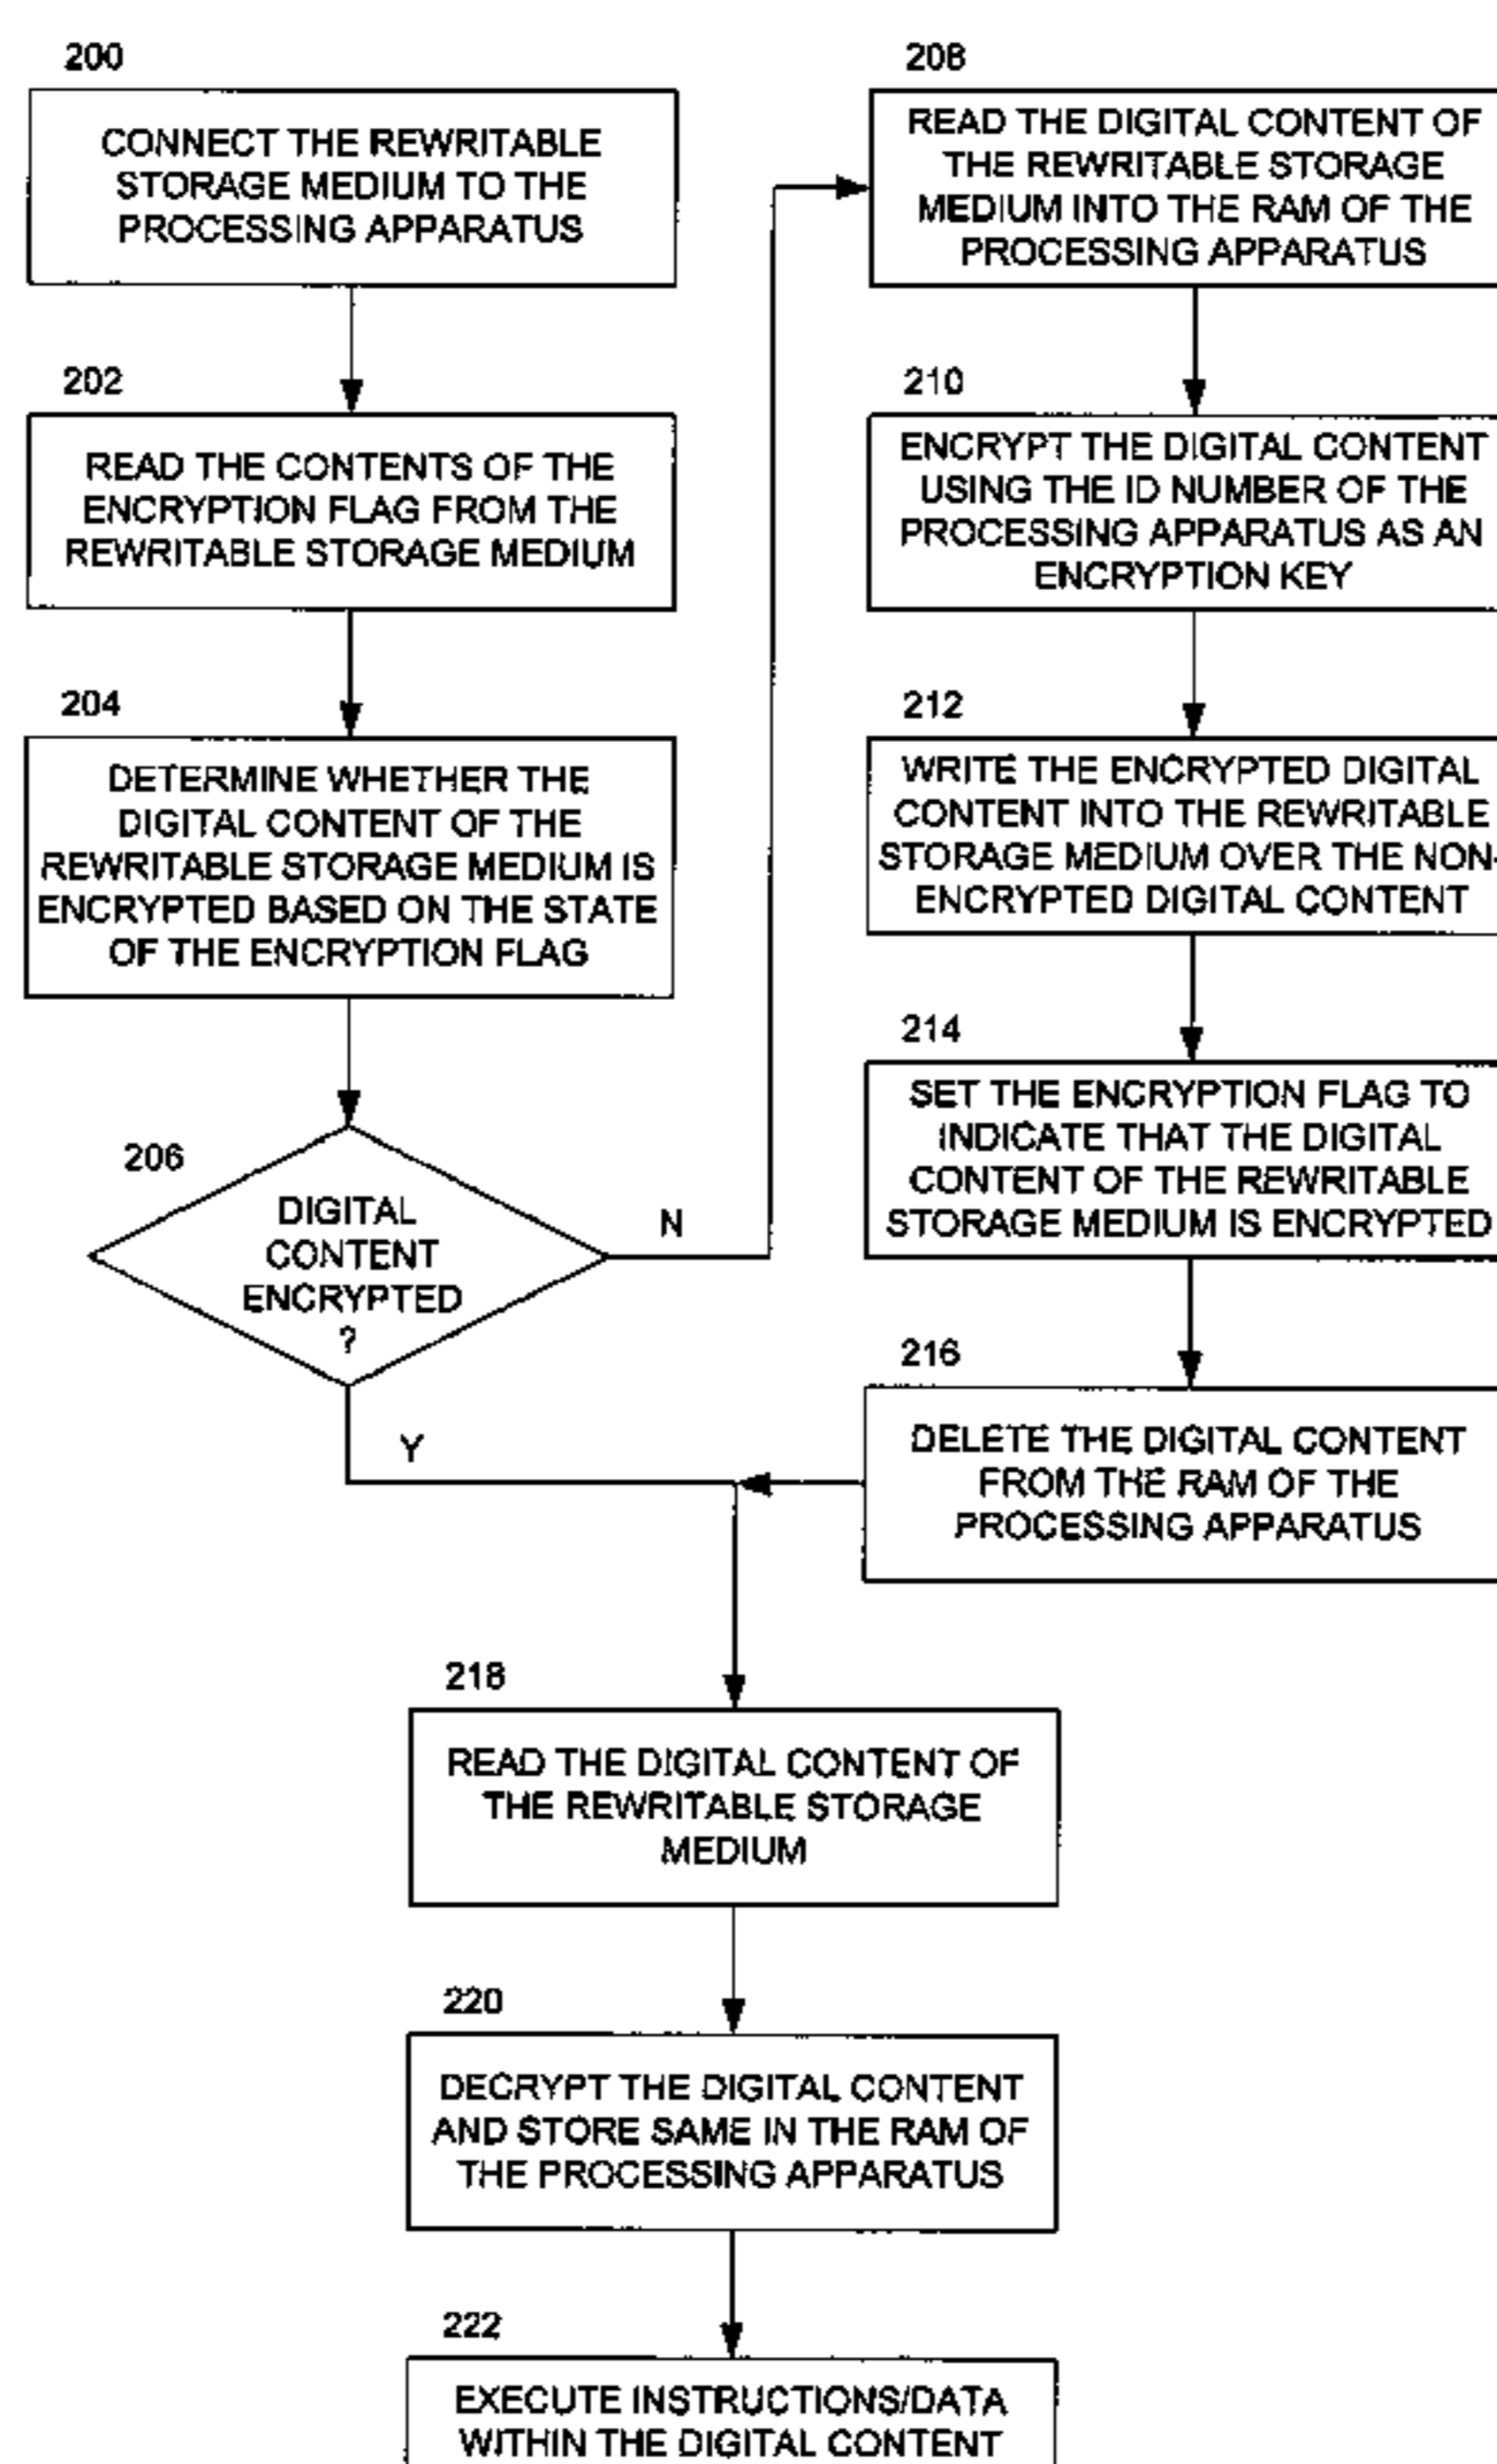 200
CONNECT THE REWRITABLE
STORAGE MEDIUM TO THE
PROCESSING APPARATUS
202
READ THE CONTENTS OF THE
ENCRYPTION FLAG FROM THE
REWRITABLE STORAGE MEDIUM
204
DETERMINE WHETHER THE
DIGITAL CONTENT OF THE
REWRITABLE STORAGE MEDIUM IS
ENCRYPTED BASED ON THE STATE
OF THE ENCRYPTION FLAG
206
DIGITAL
CONTENT
ENCRYPTED
?
N
Y
208
READ THE DIGITAL CONTENT OF
THE REWRITABLE STORAGE
MEDIUM INTO THE RAM OF THE
PROCESSING APPARATUS
210
ENCRYPT THE DIGITAL CONTENT
USING THE ID NUMBER OF THE
PROCESSING APPARATUS AS AN
ENCRYPTION KEY
212
WRITE THE ENCRYPTED DIGITAL
CONTENT INTO THE REWRITABLE
STORAGE MEDIUM OVER THE NON-
ENCRYPTED DIGITAL CONTENT
214
SET THE ENCRYPTION FLAG TO
INDICATE THAT THE DIGITAL
CONTENT OF THE REWRITABLE
STORAGE MEDIUM IS ENCRYPTED
216
DELETE THE DIGITAL CONTENT
FROM THE RAM OF THE
PROCESSING APPARATUS
218
READ THE DIGITAL CONTENT OF
THE REWRITABLE STORAGE
MEDIUM
220
DECRYPT THE DIGITAL CONTENT
AND STORE SAME IN THE RAM OF
THE PROCESSING APPARATUS
222
EXECUTE INSTRUCTIONS/DATA
WITHIN THE DIGITAL CONTENT